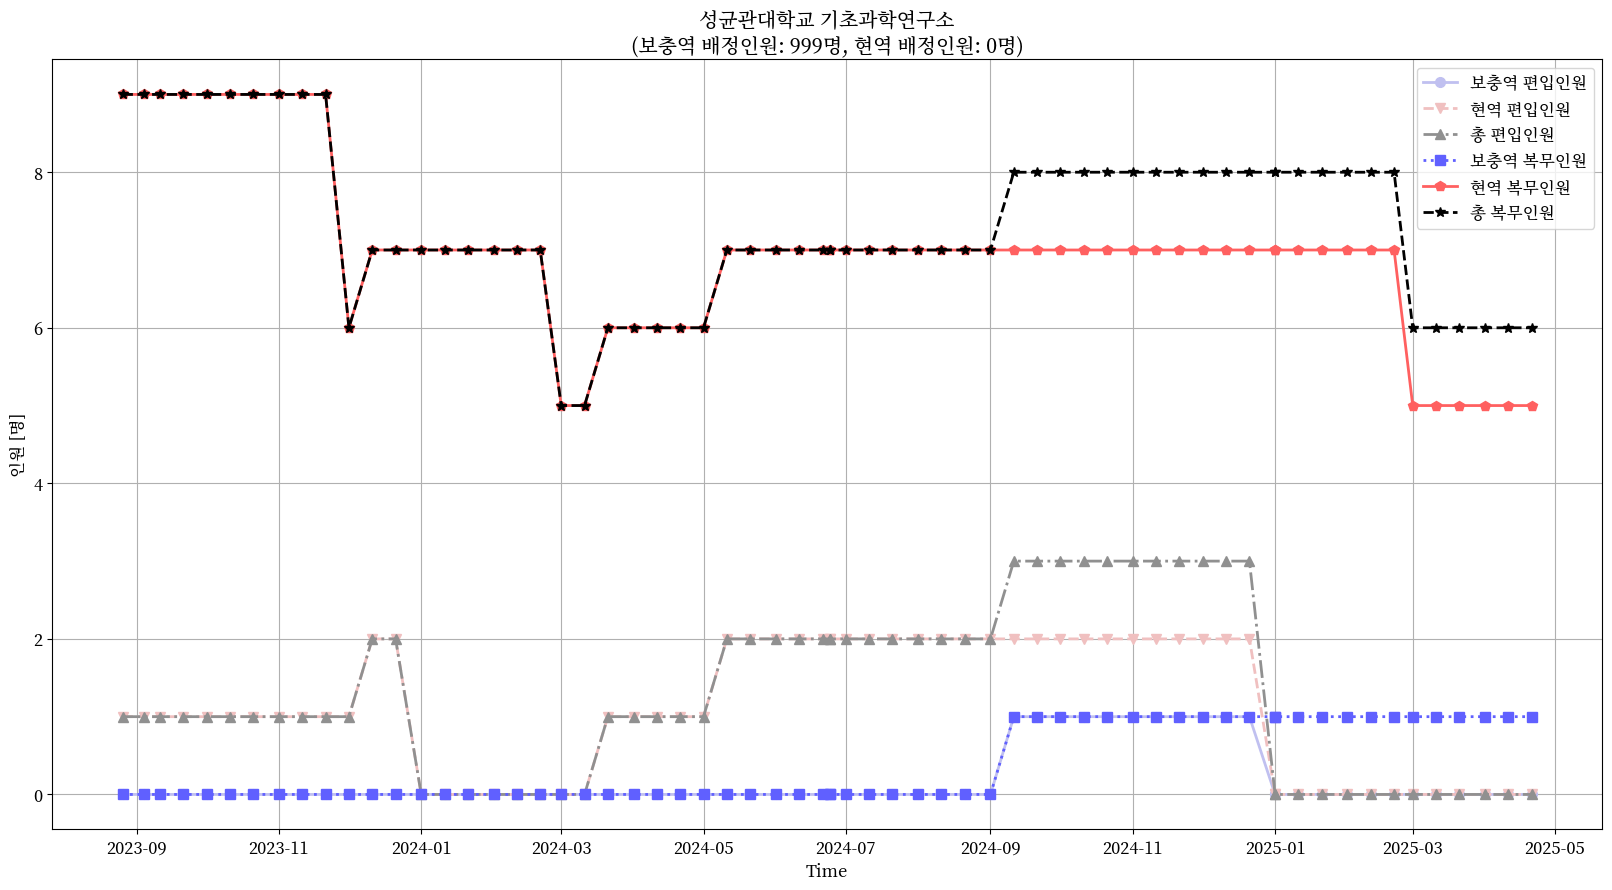 성균관대학교 기초과학연구소
(보충역 배정인원: 999명, 현역 배정인원: 0명)
보충역 편입인원
현역 편입인원
총 편입인원
보충역 복무인원
현역 복무인원
총 복무인원
인원 [명]
8
6
4
2
0
2023-09
2023-11
2024-01
2024-03
2024-05
2024-07
2024-09
2024-11
2025-01
2025-03
2025-05
Time